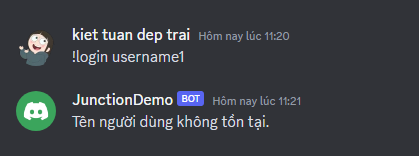 kiet tuan dep trai Hôm nay lúc 11:20
!login username1
JunctionDemo BOT Hôm nay lúc 11:21
Tên người dùng không tồn tại.